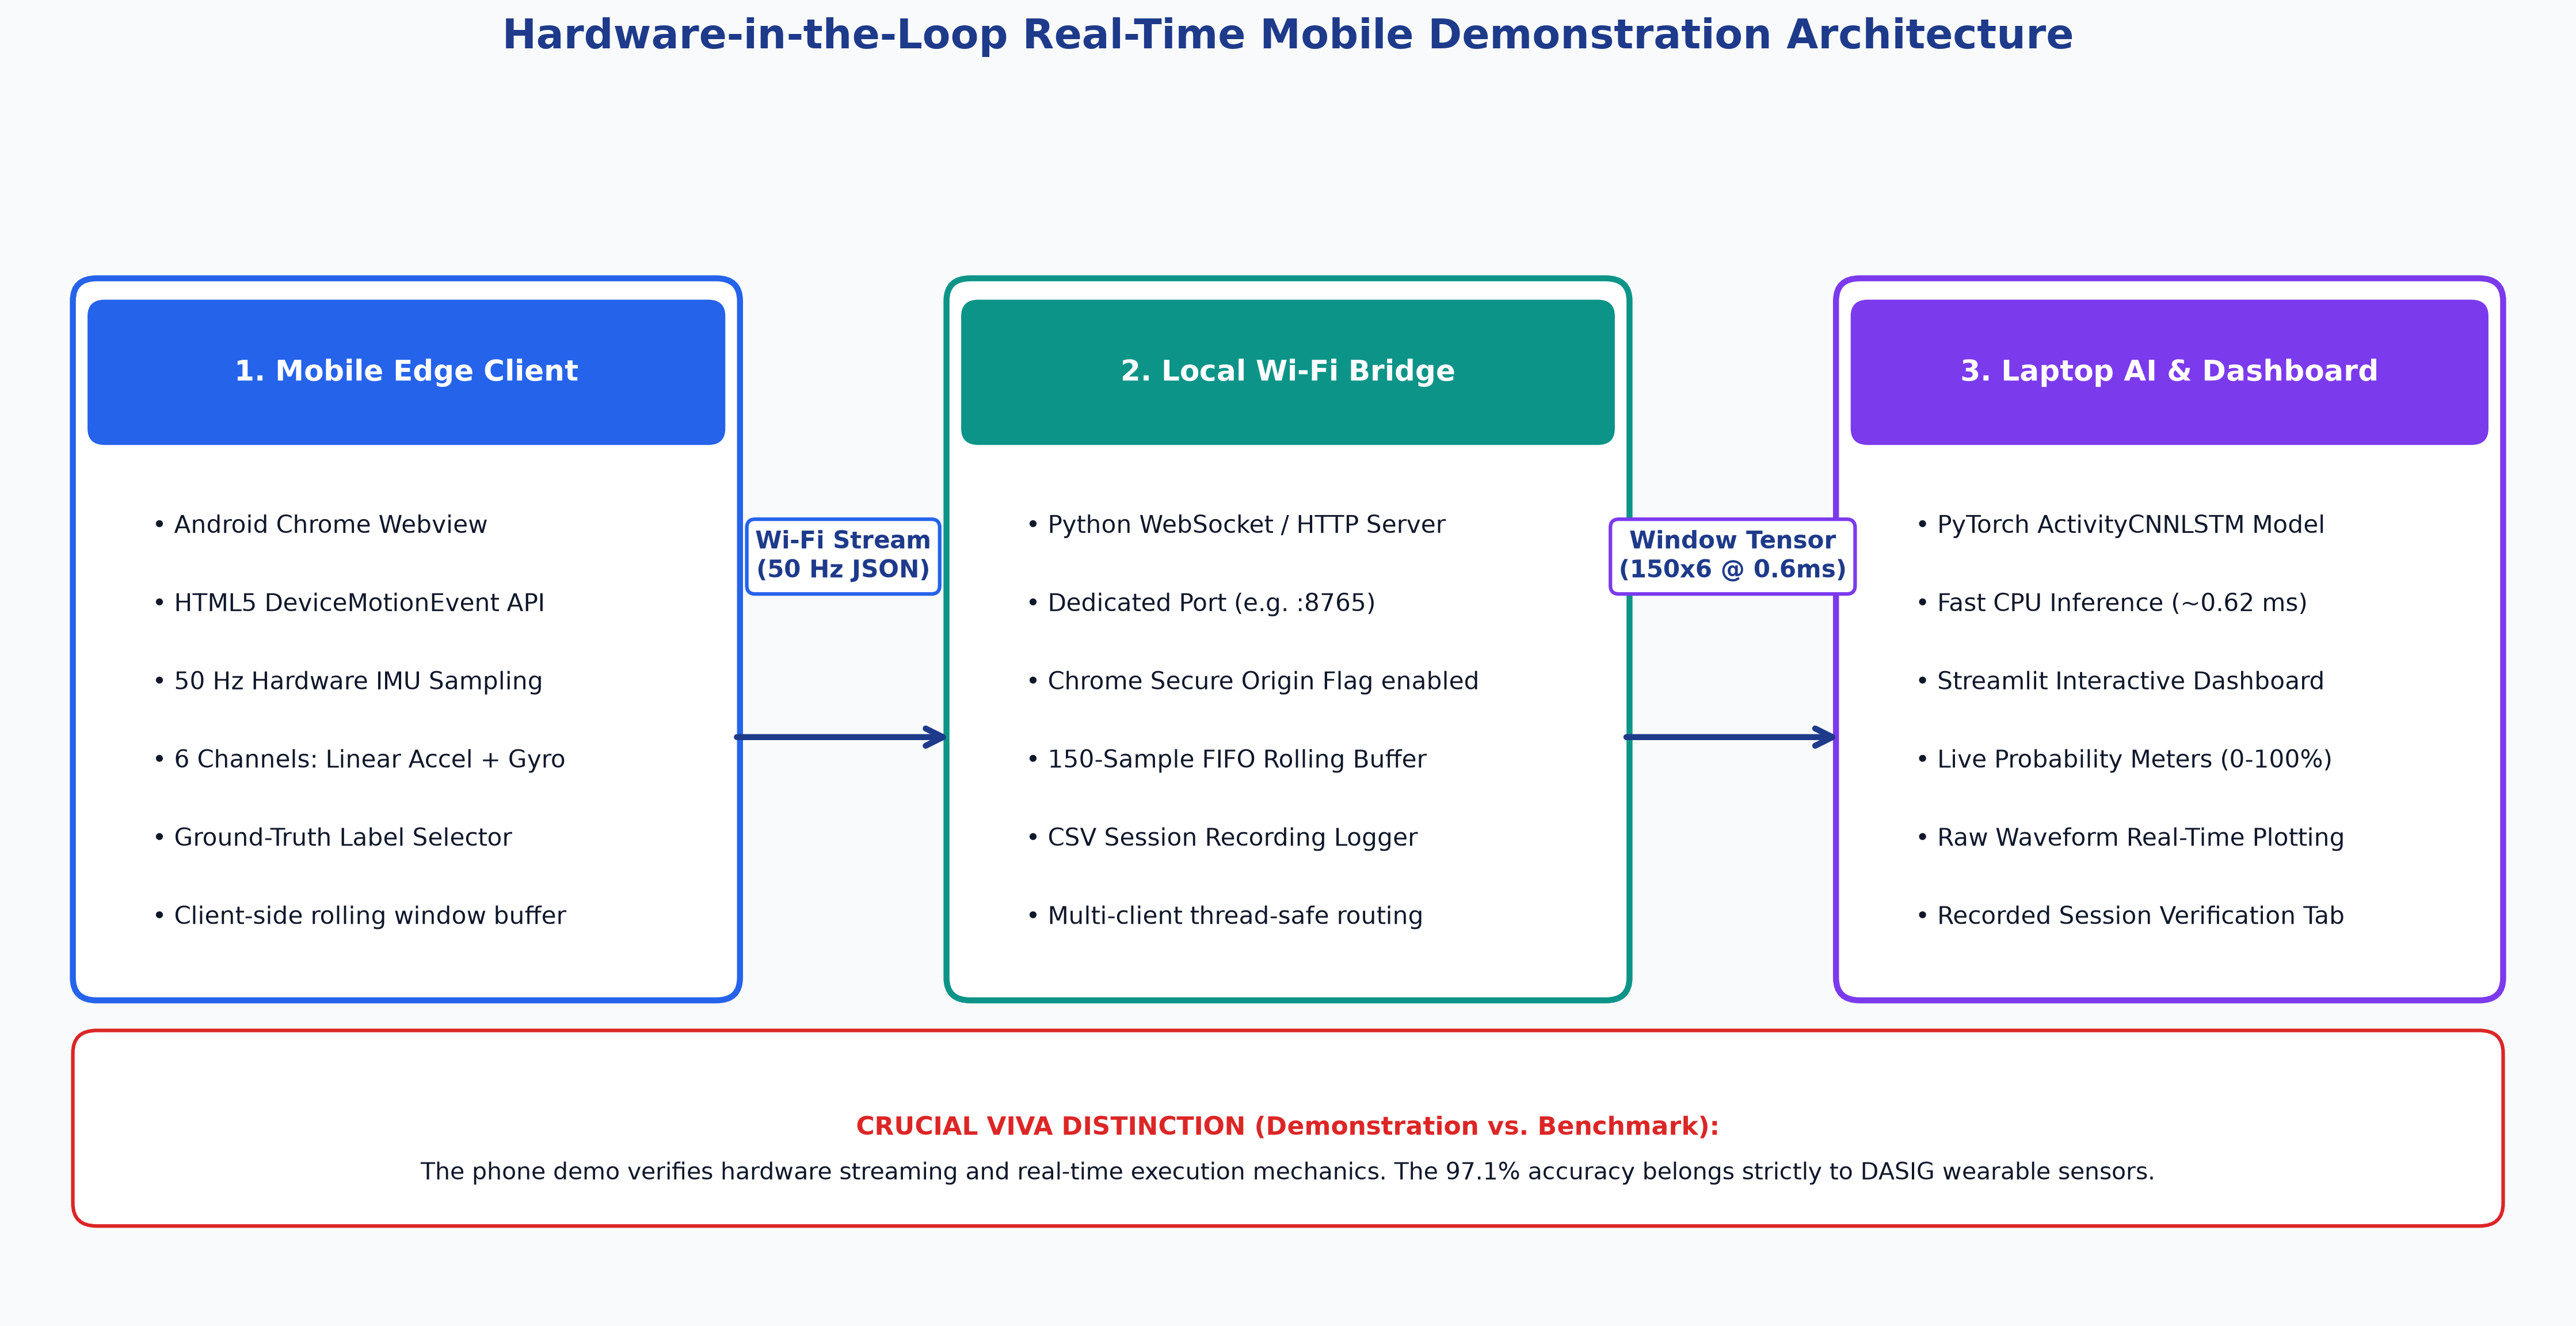 Hardware-in-the-Loop Real-Time Mobile Demonstration Architecture
1. Mobile Edge Client
• Android Chrome Webview
• HTML5 DeviceMotionEvent API
• 50 Hz Hardware IMU Sampling
• 6 Channels: Linear Accel + Gyro
• Ground-Truth Label Selector
• Client-side rolling window buffer
Wi-Fi Stream
(50 Hz JSON)
2. Local Wi-Fi Bridge
• Python WebSocket / HTTP Server
• Dedicated Port (e.g. :8765)
• Chrome Secure Origin Flag enabled
• 150-Sample FIFO Rolling Buffer
• CSV Session Recording Logger
• Multi-client thread-safe routing
Window Tensor
(150x6 @ 0.6ms)
3. Laptop AI & Dashboard
• PyTorch ActivityCNNLSTM Model
• Fast CPU Inference (~0.62 ms)
• Streamlit Interactive Dashboard
• Live Probability Meters (0-100%)
• Raw Waveform Real-Time Plotting
• Recorded Session Verification Tab
CRUCIAL VIVA DISTINCTION (Demonstration vs. Benchmark):
The phone demo verifies hardware streaming and real-time execution mechanics. The 97.1% accuracy belongs strictly to DASIG wearable sensors.